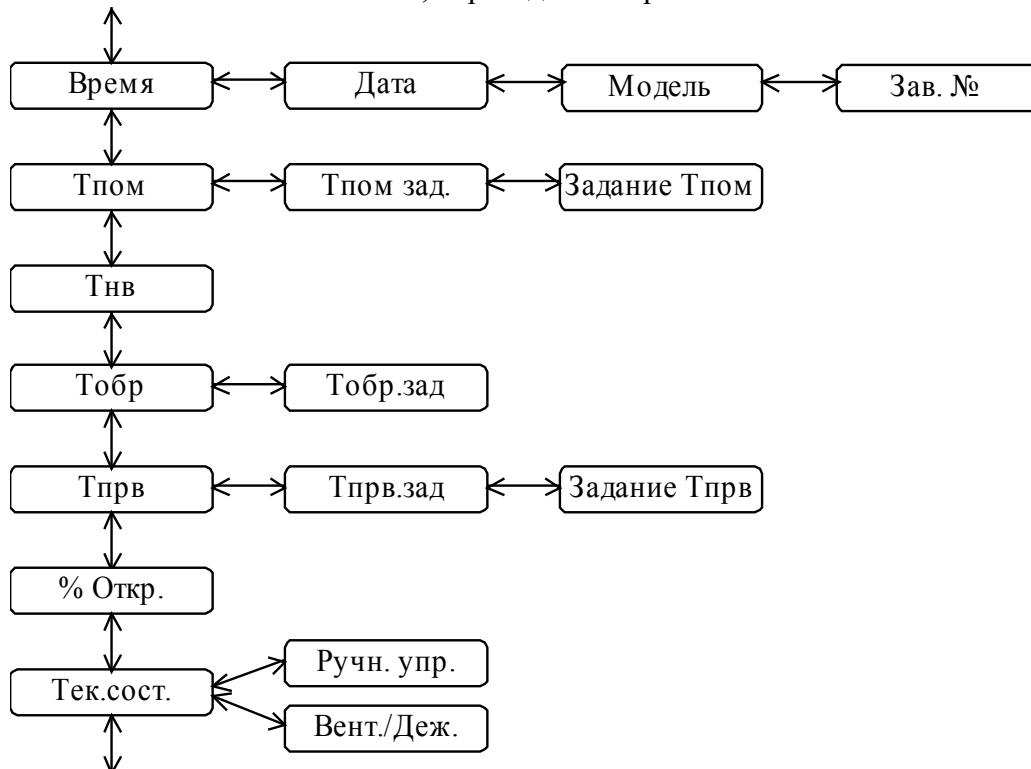 Время
Дата
Модель
Зав. №
Тпом
Тпом зад.
Задание Тпом
Тнв
Тобр
Тобр.зад
Тпрв
Тпрв.зад
Задание Тпрв
% Откр.
Ручн. упр.
Тек.сост.
Вент./Деж.